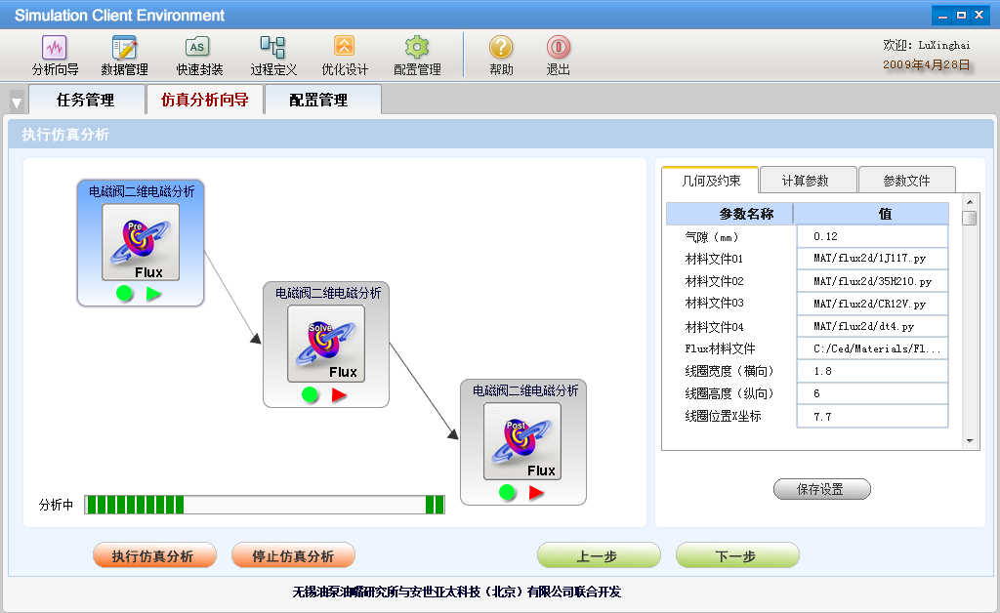 Simulation Client Environment
分析向导 数据管理 快速封装 过程定义 优化设计 配置管理 帮助 退出
AS
欢迎: LuXinghai
2009年4月28日
任务管理 仿真分析向导 配置管理
执行仿真分析
电磁阀二维电磁分析
Pre
Flux
电磁阀二维电磁分析
Solve
Flux
电磁阀二维电磁分析
Post
Flux
分析中
几何及约束 计算参数 参数文件
参数名称 值
气隙（mm） 0.12
材料文件01 MAT/flux2d/1J117.py
材料文件02 MAT/flux2d/35H210.py
材料文件03 MAT/flux2d/CR12V.py
材料文件04 MAT/flux2d/dt4.py
Flux材料文件 C:/Ced/Materials/Fl...
线圈宽度（横向） 1.8
线圈高度（纵向） 6
线圈位置X坐标 7.7
保存设置
执行仿真分析 停止仿真分析 上一步 下一步
无锡油泵油嘴研究所与安世亚太科技（北京）有限公司联合开发